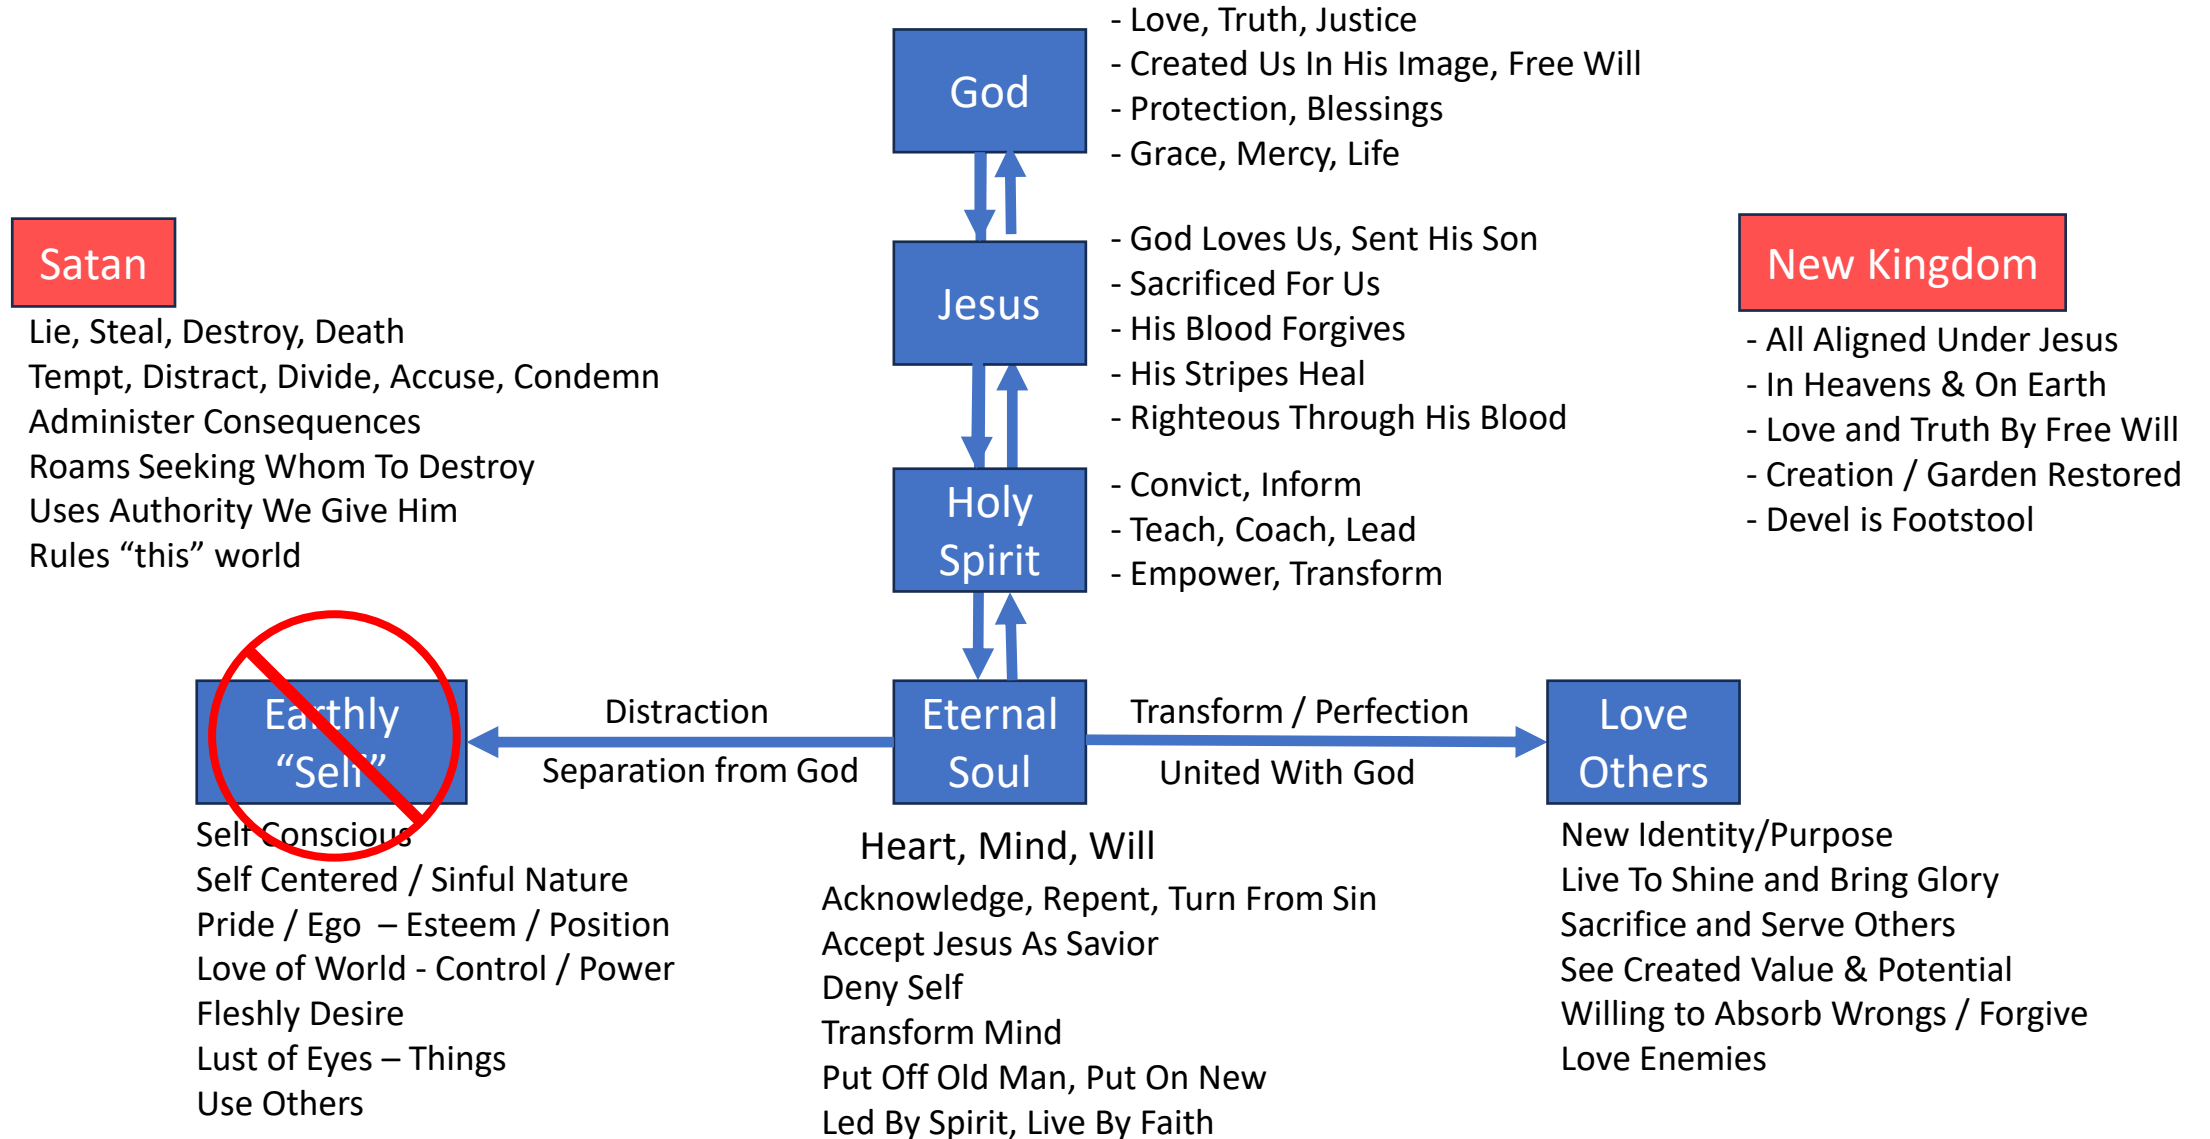 God
- Love, Truth, Justice
- Created Us In His Image, Free Will
- Protection, Blessings
- Grace, Mercy, Life
Satan
Lie, Steal, Destroy, Death
Tempt, Distract, Divide, Accuse, Condemn
Administer Consequences
Roams Seeking Whom To Destroy
Uses Authority We Give Him
Rules “this” world
Jesus
- God Loves Us, Sent His Son
- Sacrificed For Us
- His Blood Forgives
- His Stripes Heal
- Righteous Through His Blood
New Kingdom
- All Aligned Under Jesus
- In Heavens & On Earth
- Love and Truth By Free Will
- Creation / Garden Restored
- Devel is Footstool
Holy
Spirit
- Convict, Inform
- Teach, Coach, Lead
- Empower, Transform
Earthly
“Self”
Distraction
Separation from God
Eternal
Soul
Transform / Perfection
United With God
Love
Others
Self Conscious
Self Centered / Sinful Nature
Pride / Ego – Esteem / Position
Love of World - Control / Power
Fleshly Desire
Lust of Eyes – Things
Use Others
Heart, Mind, Will
Acknowledge, Repent, Turn From Sin
Accept Jesus As Savior
Deny Self
Transform Mind
Put Off Old Man, Put On New
Led By Spirit, Live By Faith
New Identity/Purpose
Live To Shine and Bring Glory
Sacrifice and Serve Others
See Created Value & Potential
Willing to Absorb Wrongs / Forgive
Love Enemies